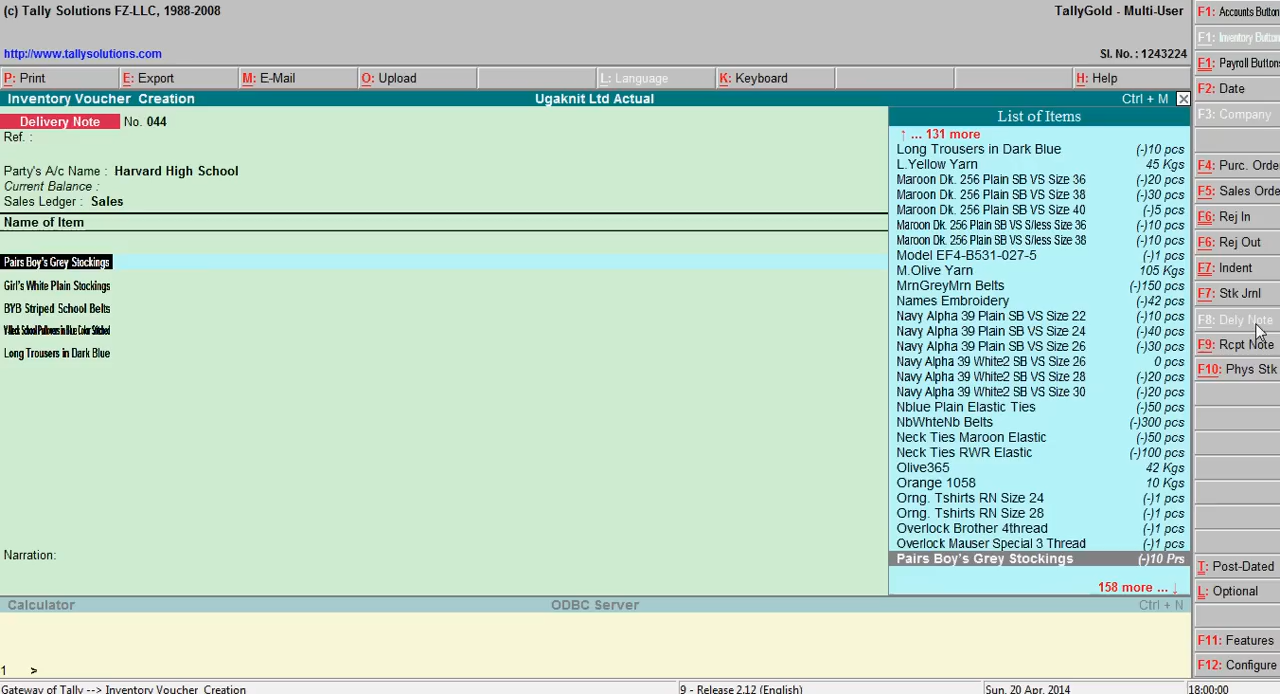 (c) Tally Solutions FZ-LLC, 1988-2008
TallyGold - Multi-User
http://www.tallysolutions.com
Sl. No. : 1243224
P: Print
E: Export
M: E-Mail
O: Upload
L: Language
K: Keyboard
H: Help
Inventory Voucher Creation
Ugaknit Ltd Actual
Ctrl + M
Delivery Note No. 044
Ref. :
Party's A/c Name : Harvard High School
Current Balance :
Sales Ledger : Sales
Name of Item
Pairs Boy's Grey Stockings
Girl's White Plain Stockings
BYB Striped School Belts
Long Trousers in Dark Blue
Narration:
List of Items
↑ ... 131 more
Long Trousers in Dark Blue (-)10 pcs
L.Yellow Yarn 45 Kgs
Maroon Dk. 256 Plain SB VS Size 36 (-)20 pcs
Maroon Dk. 256 Plain SB VS Size 38 (-)30 pcs
Maroon Dk. 256 Plain SB VS Size 40 (-)5 pcs
Maroon Dk. 256 Plain SB VS S/less Size 36 (-)10 pcs
Maroon Dk. 256 Plain SB VS S/less Size 38 (-)10 pcs
Model EF4-B531-027-5 (-)1 pcs
M.Olive Yarn 105 Kgs
MrnGreyMrn Belts (-)150 pcs
Names Embroidery (-)42 pcs
Navy Alpha 39 Plain SB VS Size 22 (-)10 pcs
Navy Alpha 39 Plain SB VS Size 24 (-)40 pcs
Navy Alpha 39 Plain SB VS Size 26 (-)30 pcs
Navy Alpha 39 White2 SB VS Size 26 0 pcs
Navy Alpha 39 White2 SB VS Size 28 (-)20 pcs
Navy Alpha 39 White2 SB VS Size 30 (-)20 pcs
Nblue Plain Elastic Ties (-)50 pcs
NbWhteNb Belts (-)300 pcs
Neck Ties Maroon Elastic (-)50 pcs
Neck Ties RWR Elastic (-)100 pcs
Olive365 42 Kgs
Orange 1058 10 Kgs
Orng. Tshirts RN Size 24 (-)1 pcs
Orng. Tshirts RN Size 28 (-)1 pcs
Overlock Brother 4thread (-)1 pcs
Overlock Mauser Special 3 Thread (-)1 pcs
Pairs Boy's Grey Stockings (-)10 Prs
158 more ... ↓
F1: Accounts Button
F1: Inventory Button
F1: Payroll Button
F2: Date
F3: Company
F4: Purc. Orde
F5: Sales Orde
F6: Rej In
F6: Rej Out
F7: Indent
F7: Stk Jrnl
F8: Dely Note
F9: Rcpt Note
F10: Phys Stk
T: Post-Dated
L: Optional
F11: Features
F12: Configure
Calculator
ODBC Server
Ctrl + N
1 >
Gateway of Tally --> Inventory Voucher Creation
9 - Release 2.12 (English)
Sun, 20 Apr, 2014
18:00:00